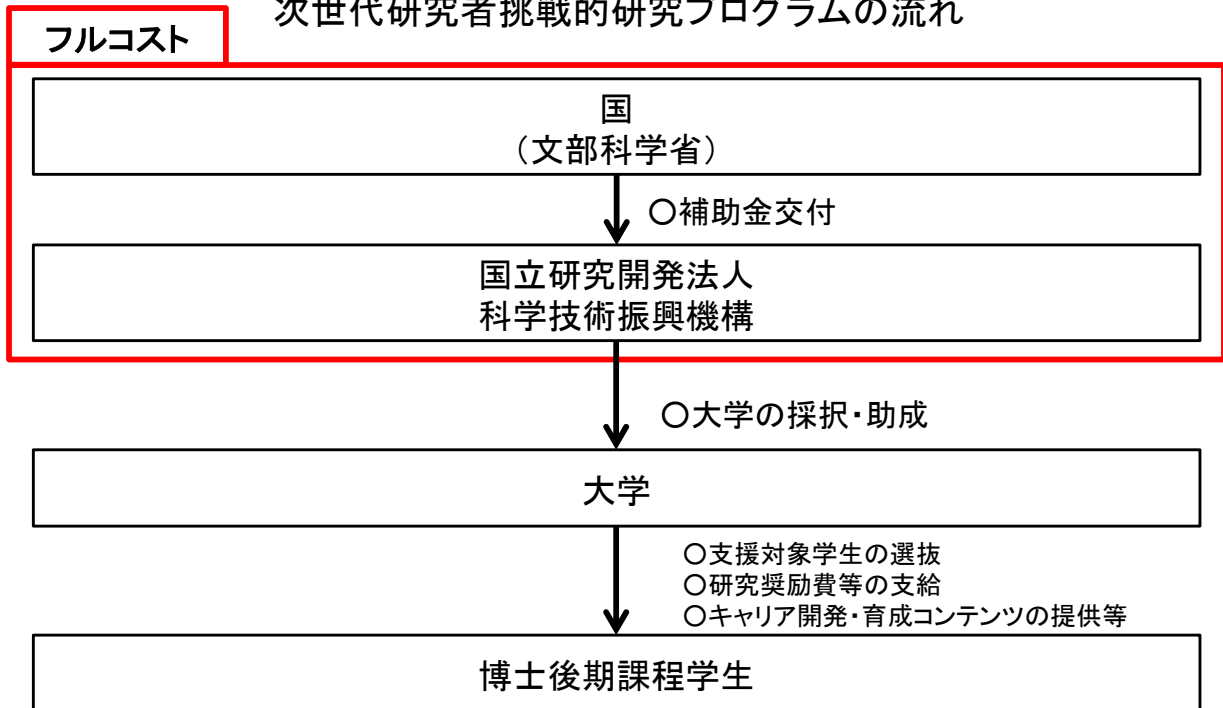 次世代研究者挑戦的研究プログラムの流れ
フルコスト
国
（文部科学省）
〇補助金交付
国立研究開発法人
科学技術振興機構
〇大学の採択・助成
大学
〇支援対象学生の選抜
〇研究奨励費等の支給
〇キャリア開発・育成コンテンツの提供等
博士後期課程学生